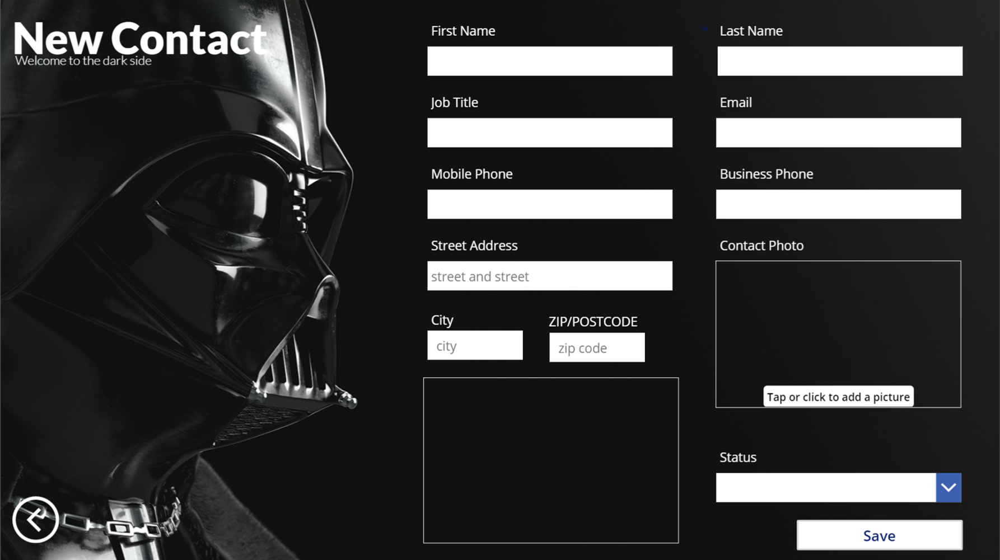 New Contact
Welcome to the dark side
First Name
* Last Name
Job Title
Email
Mobile Phone
Business Phone
Street Address
street and street
Contact Photo
City
ZIP/POSTCODE
city
zip code
Tap or click to add a picture
Status
Save